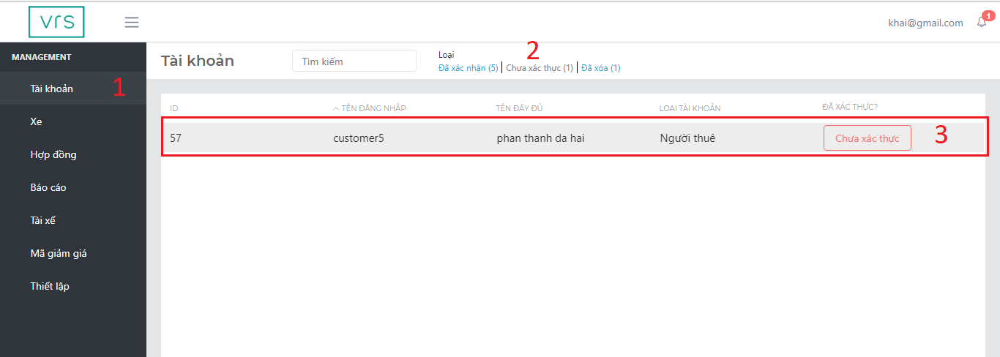 vrs
khai@gmail.com
1
MANAGEMENT
Tài khoản
1
Xe
Hợp đồng
Báo cáo
Tài xế
Mã giảm giá
Thiết lập
Tài khoản
Tìm kiếm
Loại
2
Đã xác nhận (5) | Chưa xác thực (1) | Đã xóa (1)
ID TÊN ĐĂNG NHẬP TÊN ĐẦY ĐỦ LOẠI TÀI KHOẢN ĐÃ XÁC THỰC?
57 customer5 phan thanh da hai Người thuê Chưa xác thực 3